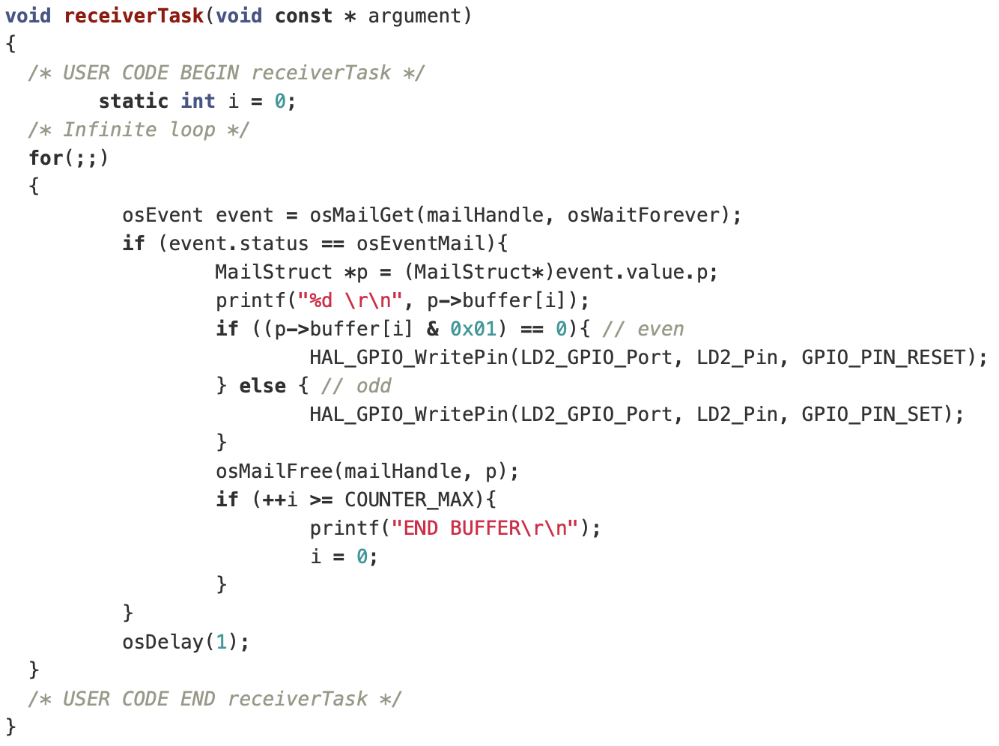 void receiverTask(void const * argument)
{
  /* USER CODE BEGIN receiverTask */
        static int i = 0;
  /* Infinite loop */
  for(;;)
  {
          osEvent event = osMailGet(mailHandle, osWaitForever);
          if (event.status == osEventMail){
                  MailStruct *p = (MailStruct*)event.value.p;
                  printf("%d \r\n", p->buffer[i]);
                  if ((p->buffer[i] & 0x01) == 0){ // even
                          HAL_GPIO_WritePin(LD2_GPIO_Port, LD2_Pin, GPIO_PIN_RESET);
                  } else { // odd
                          HAL_GPIO_WritePin(LD2_GPIO_Port, LD2_Pin, GPIO_PIN_SET);
                  }
                  osMailFree(mailHandle, p);
                  if (++i >= COUNTER_MAX){
                          printf("END BUFFER\r\n");
                          i = 0;
                  }
          }
          osDelay(1);
  }
  /* USER CODE END receiverTask */
}